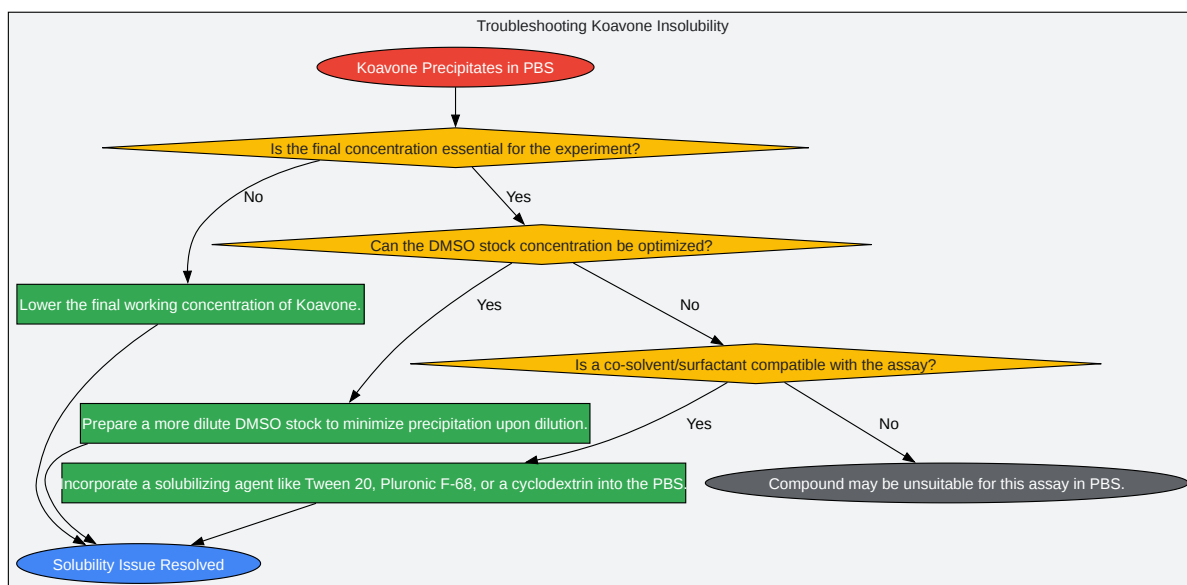 Troubleshooting Koavone Insolubility
Koavone Precipitates in PBS
Is the final concentration essential for the experiment?
No
Yes
Can the DMSO stock concentration be optimized?
Lower the final working concentration of Koavone.
Yes
No
Is a co-solvent/surfactant compatible with the assay?
Prepare a more dilute DMSO stock to minimize precipitation upon dilution.
Yes
No
Incorporate a solubilizing agent like Tween 20, Pluronic F-68, or a cyclodextrin into the PBS.
Compound may be unsuitable for this assay in PBS.
Solubility Issue Resolved